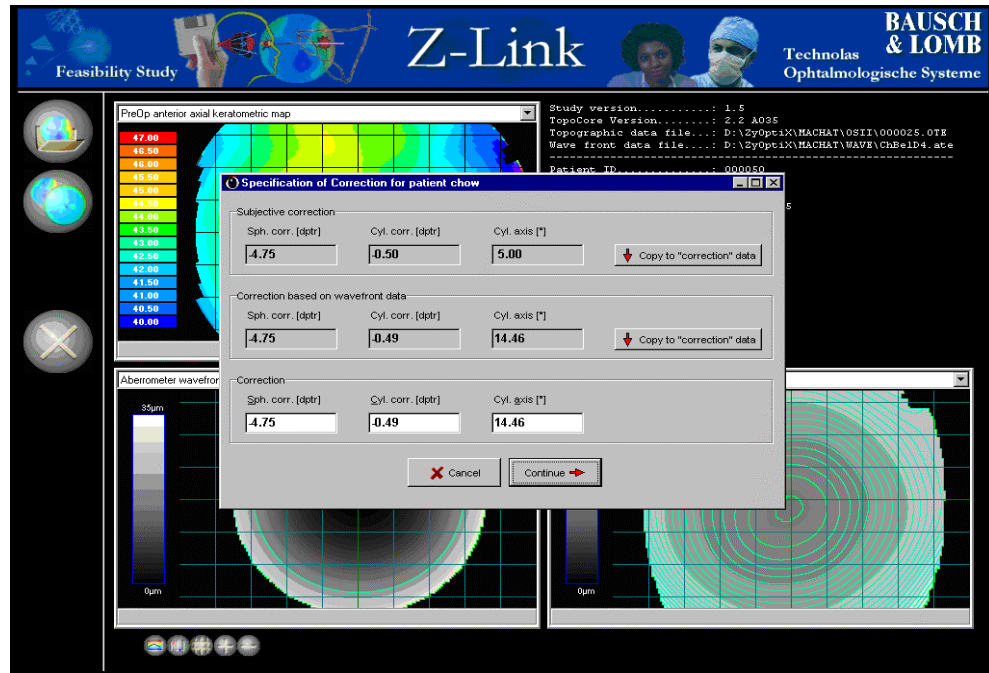 Feasibility Study
Z-Link
BAUSCH
& LOMB
Technolas
Ophtalmologische Systeme
PreOp anterior axial keratometric map
47.00
46.50
46.00
45.50
45.00
44.50
44.00
43.50
43.00
42.50
42.00
41.50
41.00
40.50
40.00
Study version...........: 1.5
TopoCore Version........: 2.2 A035
Topographic data file...: D:\ZyOptiX\MACHAT\OSII\000025.OTE
Wave front data file....: D:\ZyOptiX\MACHAT\WAVE\ChBelD4.ate
Patient ID..............: 000050
5
Specification of Correction for patient chow
Subjective correction
Sph. corr. [dptr] Cyl. corr. [dptr] Cyl. axis [°]
-4.75 -0.50 5.00 Copy to "correction" data
Correction based on wavefront data
Sph. corr. [dptr] Cyl. corr. [dptr] Cyl. axis [°]
-4.75 -0.49 14.46 Copy to "correction" data
Correction
Sph. corr. [dptr] Cyl. corr. [dptr] Cyl. axis [°]
-4.75 -0.49 14.46
Cancel Continue
Aberrometer wavefron
35µm
0µm
0µm